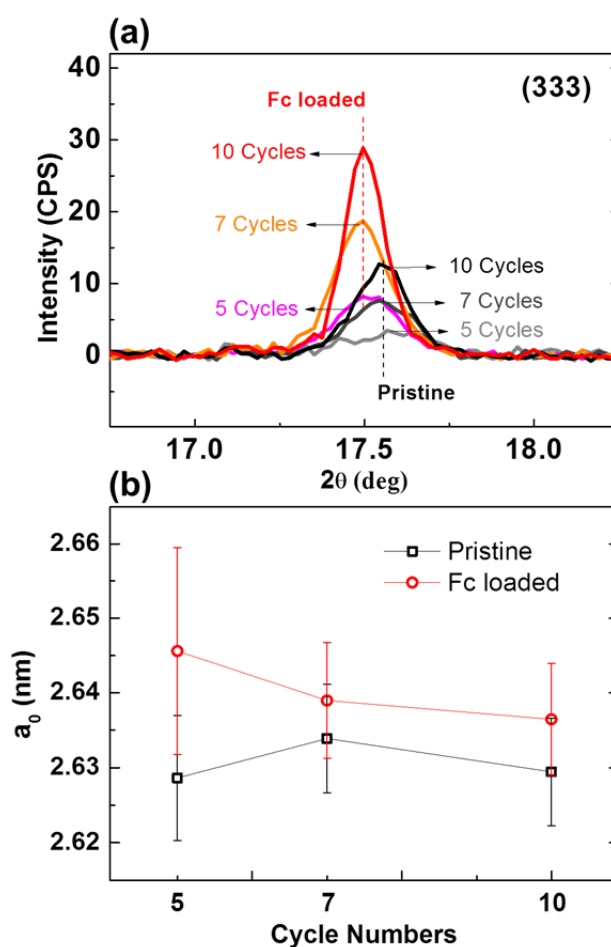 (a)
40
30
20
10
0
Intensity (CPS)
(333)
Fc loaded
10 Cycles
7 Cycles
5 Cycles
10 Cycles
7 Cycles
5 Cycles
Pristine
17.0
17.5
18.0
2θ (deg)
(b)
2.66
2.65
2.64
2.63
2.62
a0 (nm)
Pristine
Fc loaded
5
7
10
Cycle Numbers